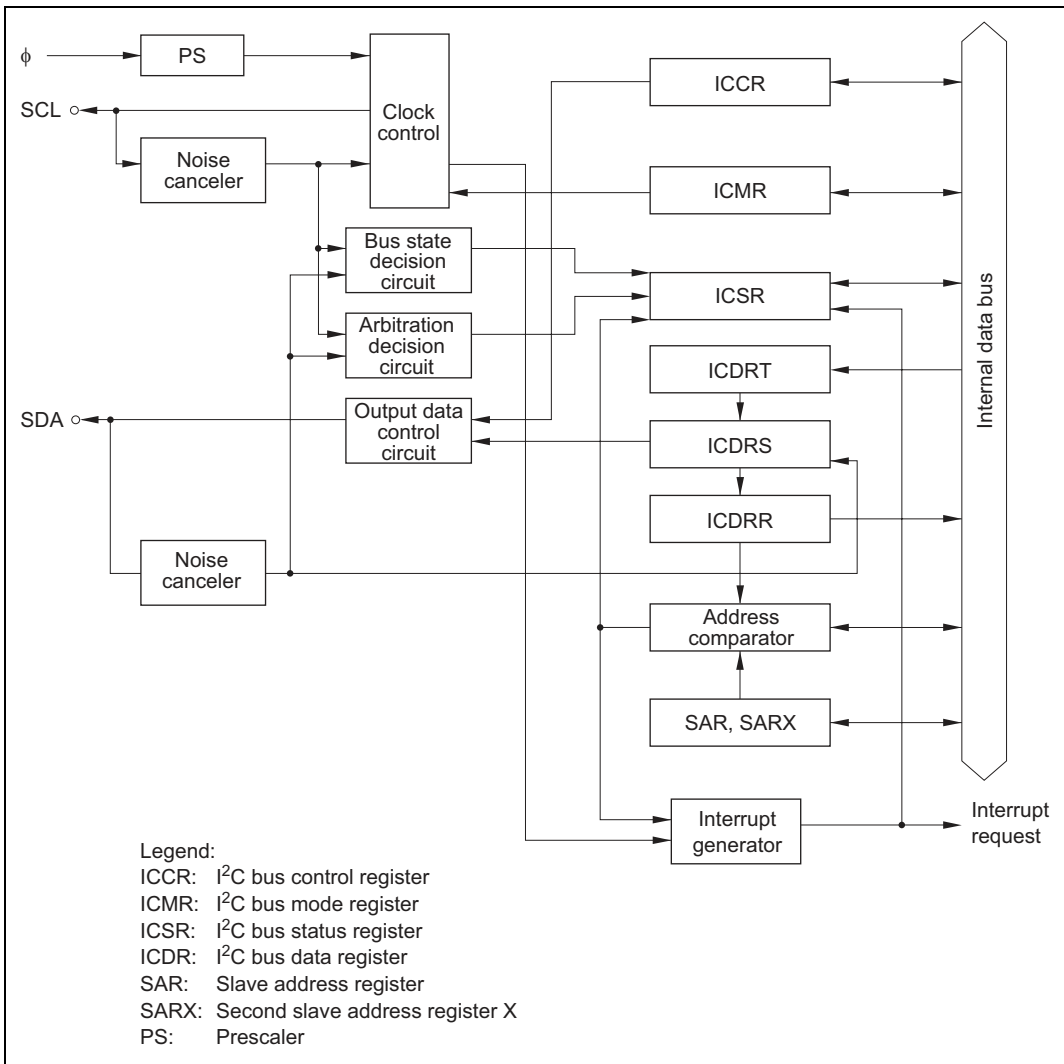 ϕ
PS
SCL
Clock
control
Noise
canceler
Bus state
decision
circuit
Arbitration
decision
circuit
SDA
Output data
control
circuit
Noise
canceler
ICCR
ICMR
ICSR
ICDRT
ICDRS
ICDRR
Address
comparator
SAR, SARX
Interrupt
generator
Internal data bus
Interrupt
request
Legend:
ICCR: I²C bus control register
ICMR: I²C bus mode register
ICSR: I²C bus status register
ICDR: I²C bus data register
SAR: Slave address register
SARX: Second slave address register X
PS: Prescaler